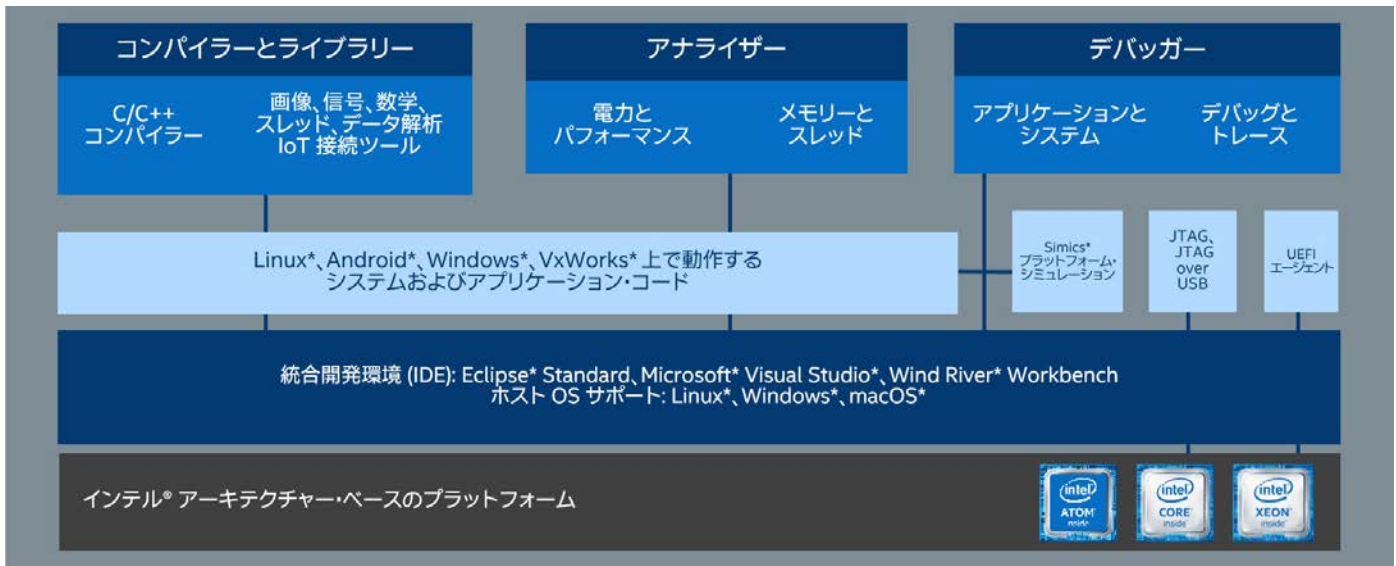 コンパイラーとライブラリー
C/C++
コンパイラー
画像、信号、数学、
スレッド、データ解析
IoT 接続ツール
アナライザー
電力と
パフォーマンス
メモリーと
スレッド
デバッガー
アプリケーションと
システム
デバッグと
トレース
Linux*、Android*、Windows*、VxWorks* 上で動作する
システムおよびアプリケーション・コード
Simics*
プラットフォーム・
シミュレーション
JTAG、
JTAG
over
USB
UEFI
エージェント
統合開発環境 (IDE): Eclipse* Standard、Microsoft* Visual Studio*、Wind River* Workbench
ホスト OS サポート: Linux*、Windows*、macOS*
インテル® アーキテクチャー・ベースのプラットフォーム
intel
ATOM
inside
intel
CORE
inside
intel
XEON
inside